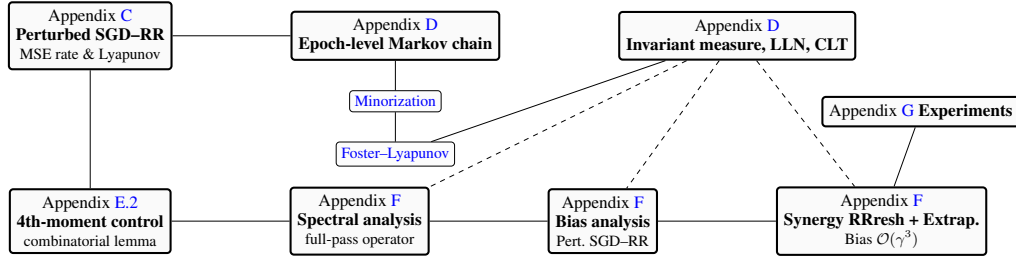 Appendix C
Perturbed SGD–RR
MSE rate & Lyapunov
Appendix D
Epoch-level Markov chain
Appendix D
Invariant measure, LLN, CLT
Minorization
Foster–Lyapunov
Appendix G Experiments
Appendix E.2
4th-moment control
combinatorial lemma
Appendix F
Spectral analysis
full-pass operator
Appendix F
Bias analysis
Pert. SGD–RR
Appendix F
Synergy RRresh + Extrap.
Bias 𝒪(γ³)